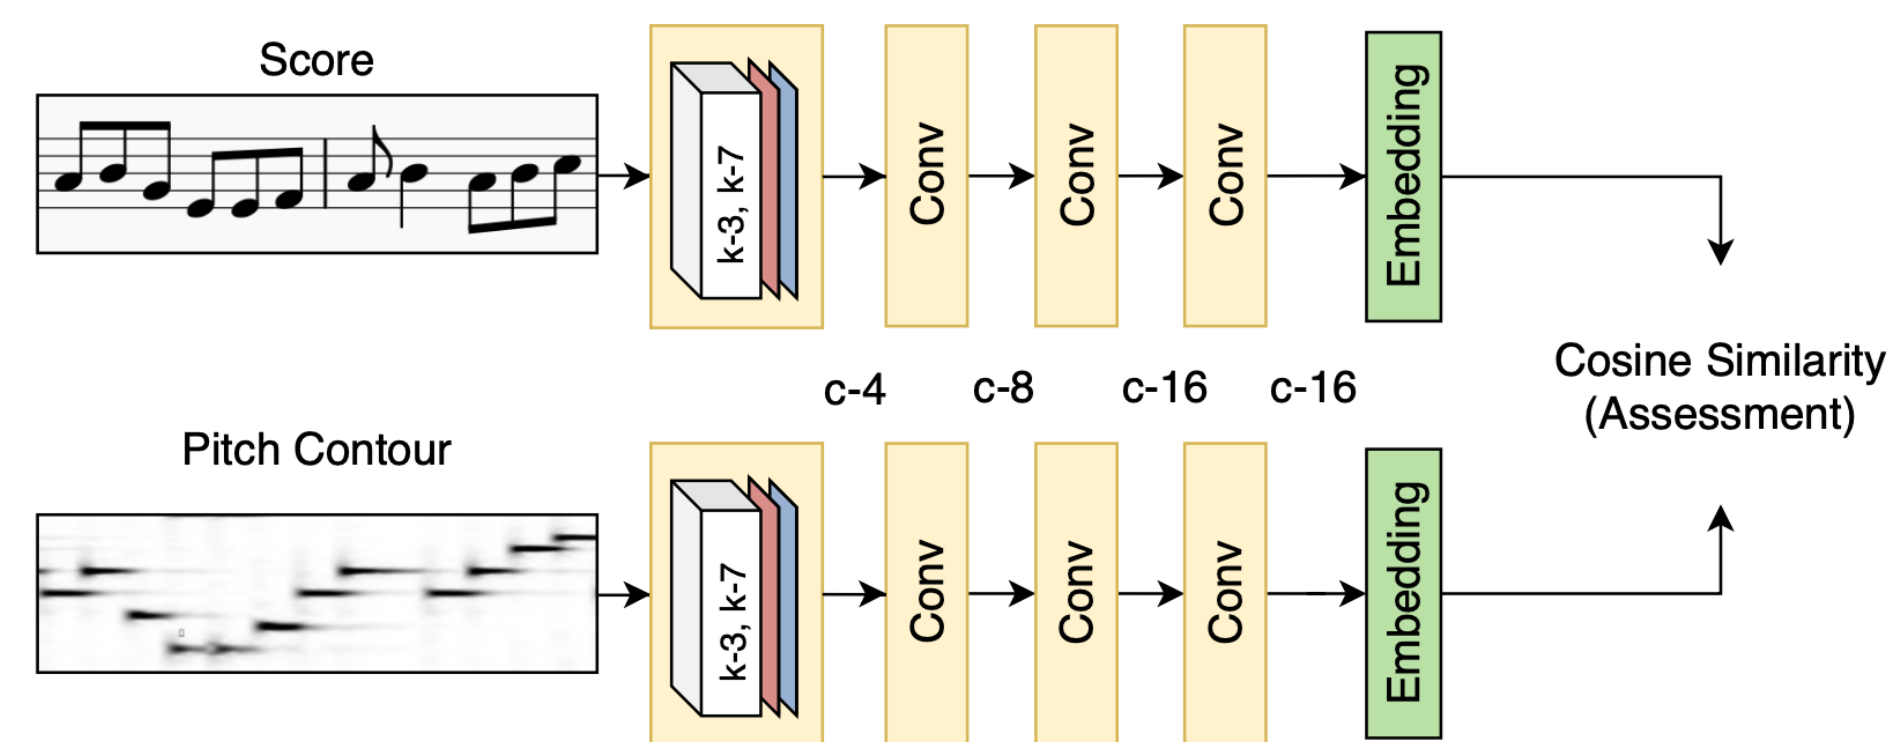 Score
k-3, k-7
Conv
Conv
Conv
Embedding
c-4
c-8
c-16
c-16
Cosine Similarity
(Assessment)
Pitch Contour
k-3, k-7
Conv
Conv
Conv
Embedding